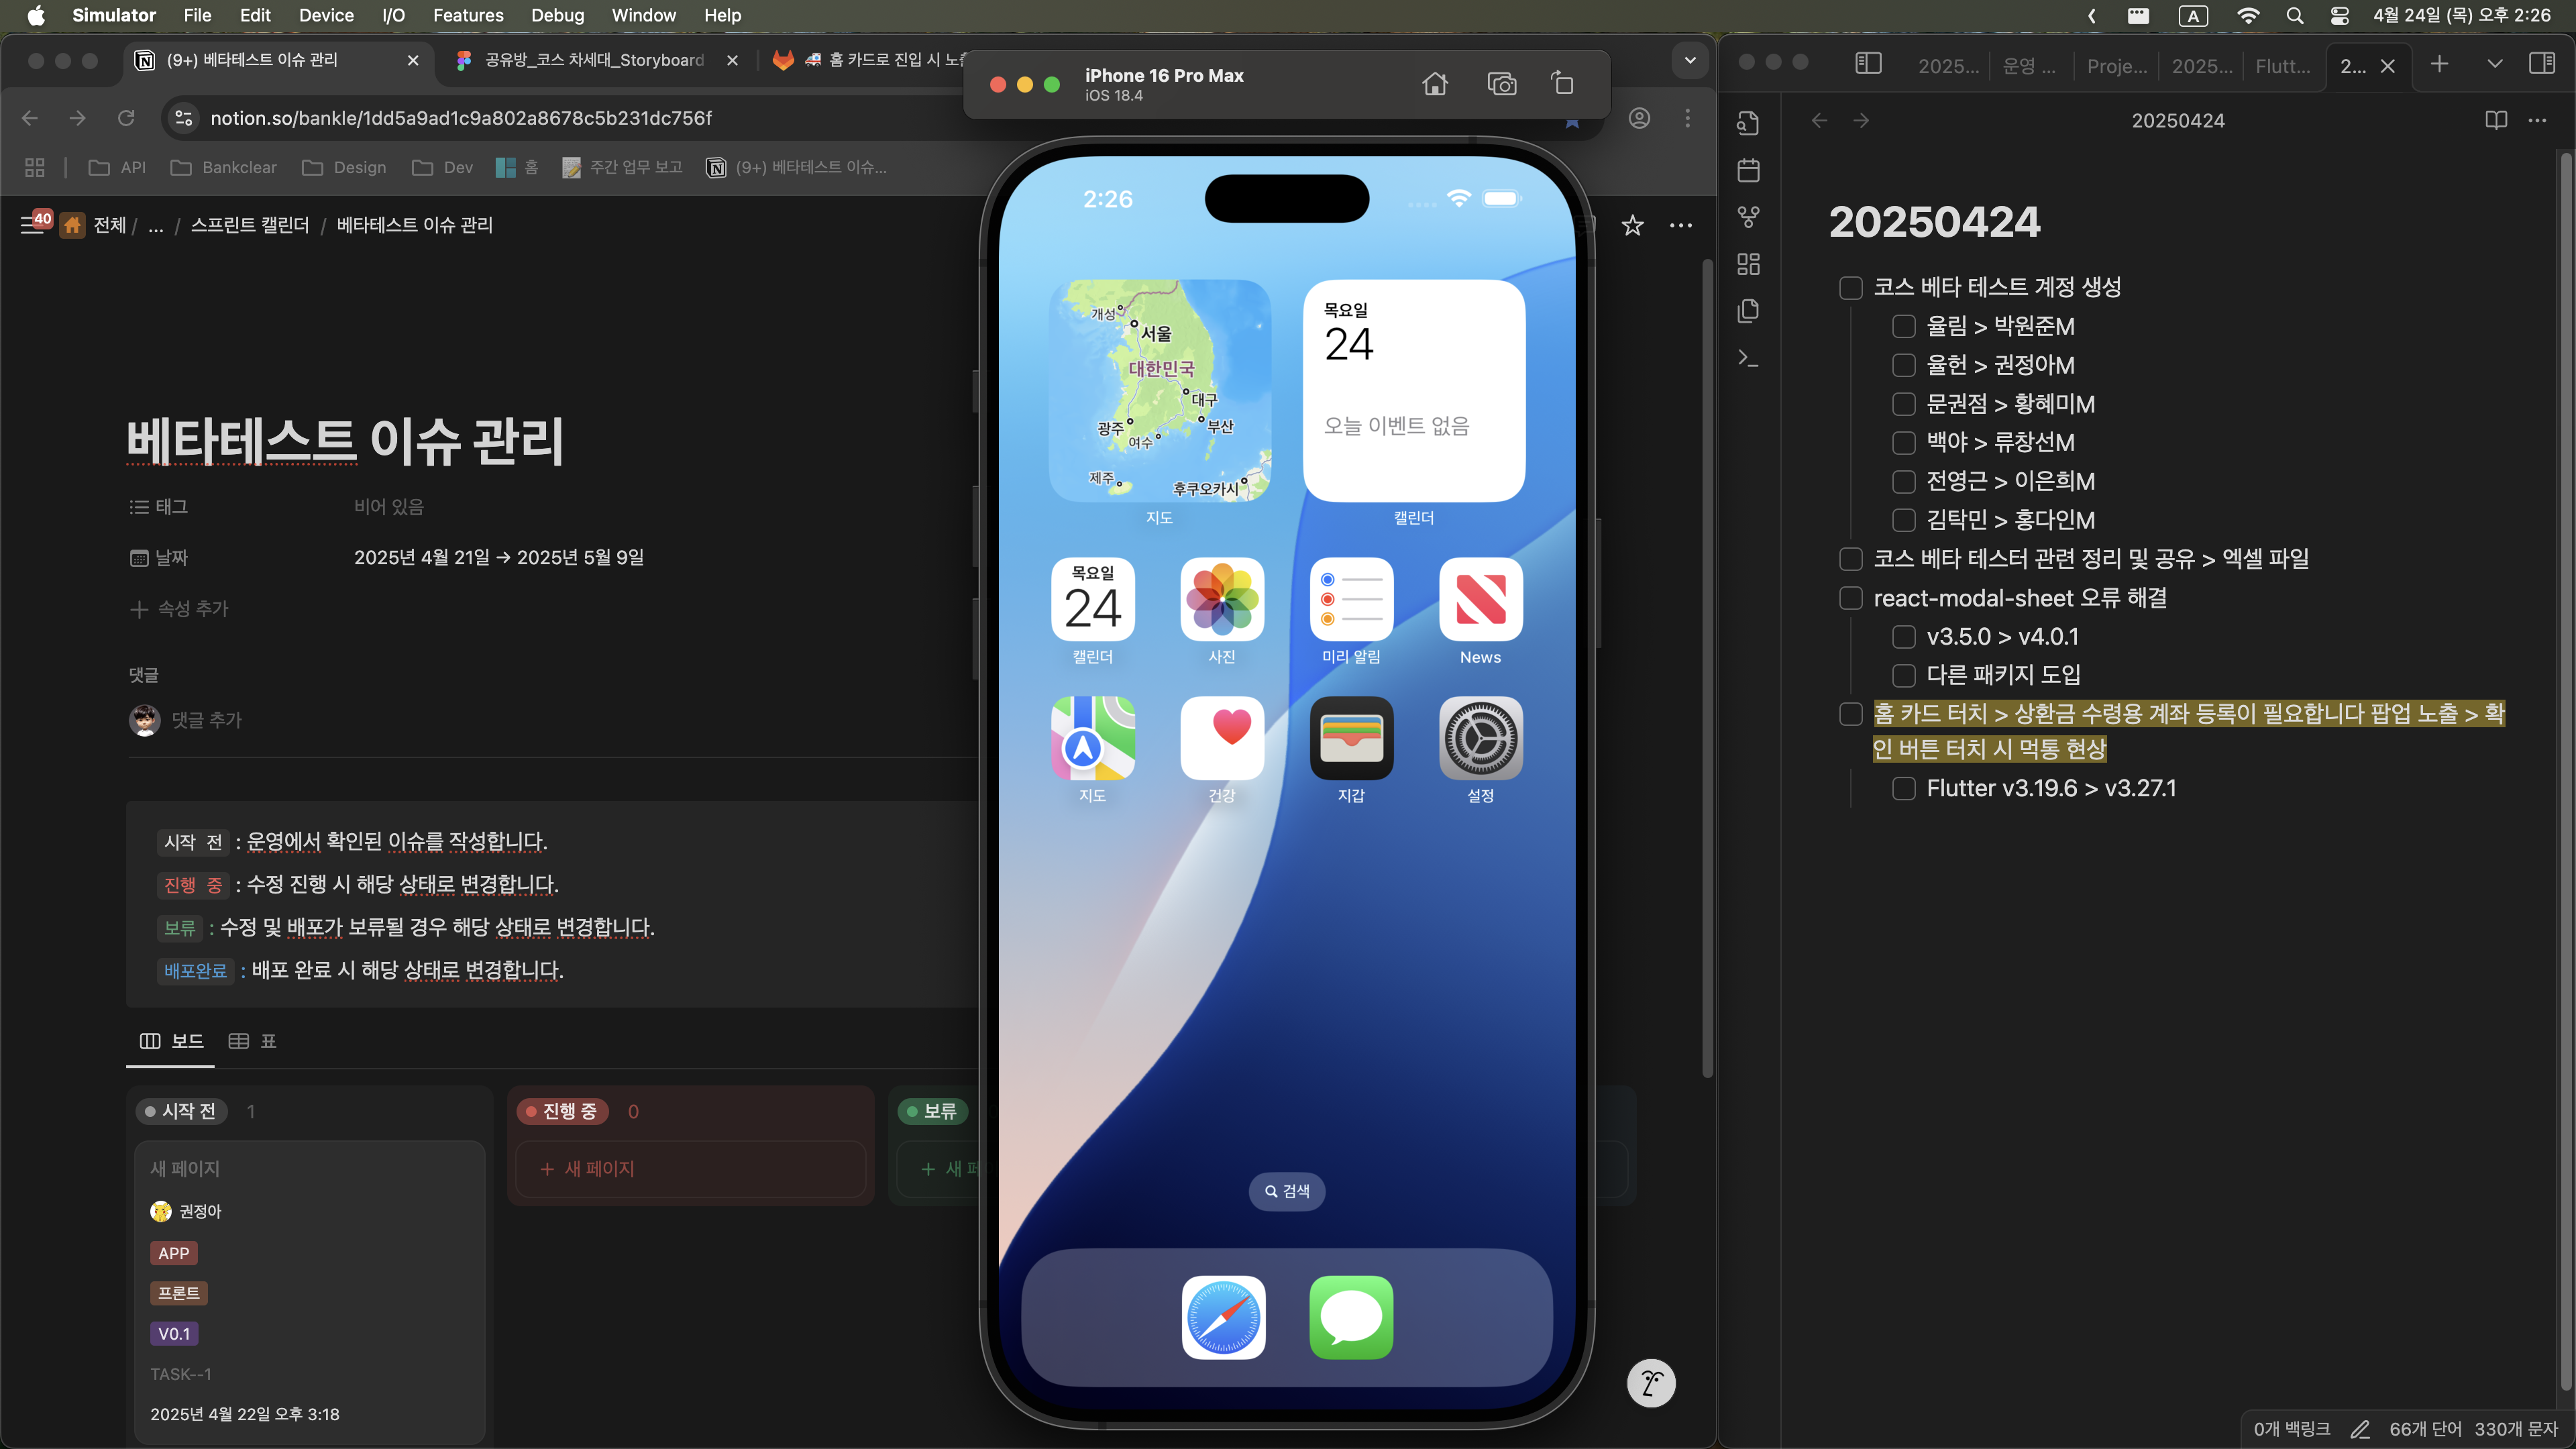 Simulator File Edit Device I/O Features Debug Window Help
A 4월 24일 (목) 오후 2:26
(9+) 베타테스트 이슈 관리
공유방_코스 차세대_Storyboard
홈 카드로 진입 시 노출
notion.so/bankle/1dd5a9ad1c9a802a8678c5b231dc756f
API Bankclear Design Dev 홈 주간 업무 보고 (9+) 베타테스트 이슈...
40 전체 / ... / 스프린트 캘린더 / 베타테스트 이슈 관리
베타테스트 이슈 관리
태그 비어 있음
날짜 2025년 4월 21일 → 2025년 5월 9일
속성 추가
댓글
댓글 추가
시작 전 : 운영에서 확인된 이슈를 작성합니다.
진행 중 : 수정 진행 시 해당 상태로 변경합니다.
보류 : 수정 및 배포가 보류될 경우 해당 상태로 변경합니다.
배포완료 : 배포 완료 시 해당 상태로 변경합니다.
보드 표
시작 전 1
진행 중 0
보류
새 페이지
+ 새 페이지
+ 새 페
권정아
APP
프론트
V0.1
TASK--1
2025년 4월 22일 오후 3:18
iPhone 16 Pro Max
iOS 18.4
2:26
개성
서울
대한민국
대구
광주
부산
여수
제주
후쿠오카시
지도
목요일
24
오늘 이벤트 없음
캘린더
목요일
24
캘린더 사진 미리 알림 News
지도 건강 지갑 설정
검색
2025... 운영 ... Proje... 2025... Flutt... 2...
20250424
20250424
코스 베타 테스트 계정 생성
율림 > 박원준M
율헌 > 권정아M
문권점 > 황혜미M
백야 > 류창선M
전영근 > 이은희M
김탁민 > 홍다인M
코스 베타 테스터 관련 정리 및 공유 > 엑셀 파일
react-modal-sheet 오류 해결
v3.5.0 > v4.0.1
다른 패키지 도입
홈 카드 터치 > 상환금 수령용 계좌 등록이 필요합니다 팝업 노출 > 확
인 버튼 터치 시 먹통 현상
Flutter v3.19.6 > v3.27.1
0개 백링크 66개 단어 330개 문자